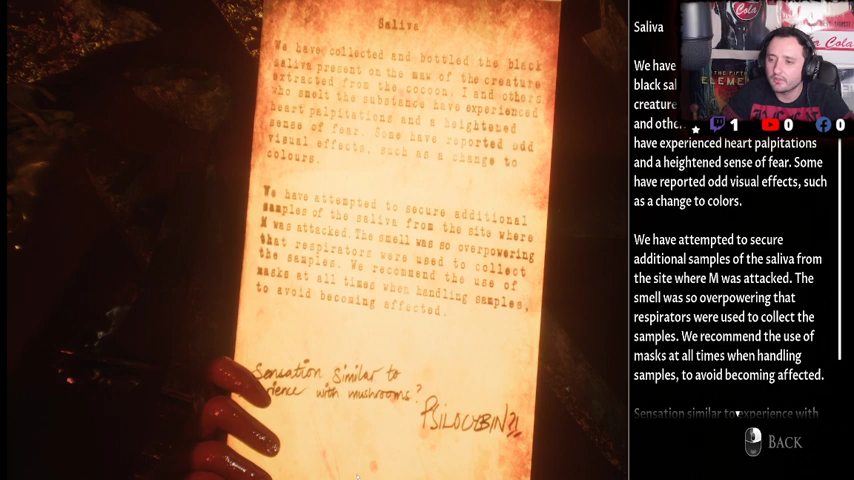 Saliva
We have collected and bottled the black
saliva present on the maw of the creature
extracted from the cocoon. I and others
who smelt the substance have experienced
heart palpitations and a heightened
sense of fear. Some have reported odd
visual effects, such as a change to
colours.
We have attempted to secure additional
samples of the saliva from the site where
M was attacked. The smell was so overpowering
that respirators were used to collect
the samples. We recommend the use of
masks at all times when handling samples,
to avoid becoming affected.
Sensation similar to
rience with mushrooms?
PSILOCYBIN?!
Saliva
We have
black sal
creature
and othe
have experienced heart palpitations
and a heightened sense of fear. Some
have reported odd visual effects, such
as a change to colors.
We have attempted to secure
additional samples of the saliva from
the site where M was attacked. The
smell was so overpowering that
respirators were used to collect the
samples. We recommend the use of
masks at all times when handling
samples, to avoid becoming affected.
Sensation similar to experience with
BACK
Cola
Cola
THE FIFTH
ELEME
1 0 0